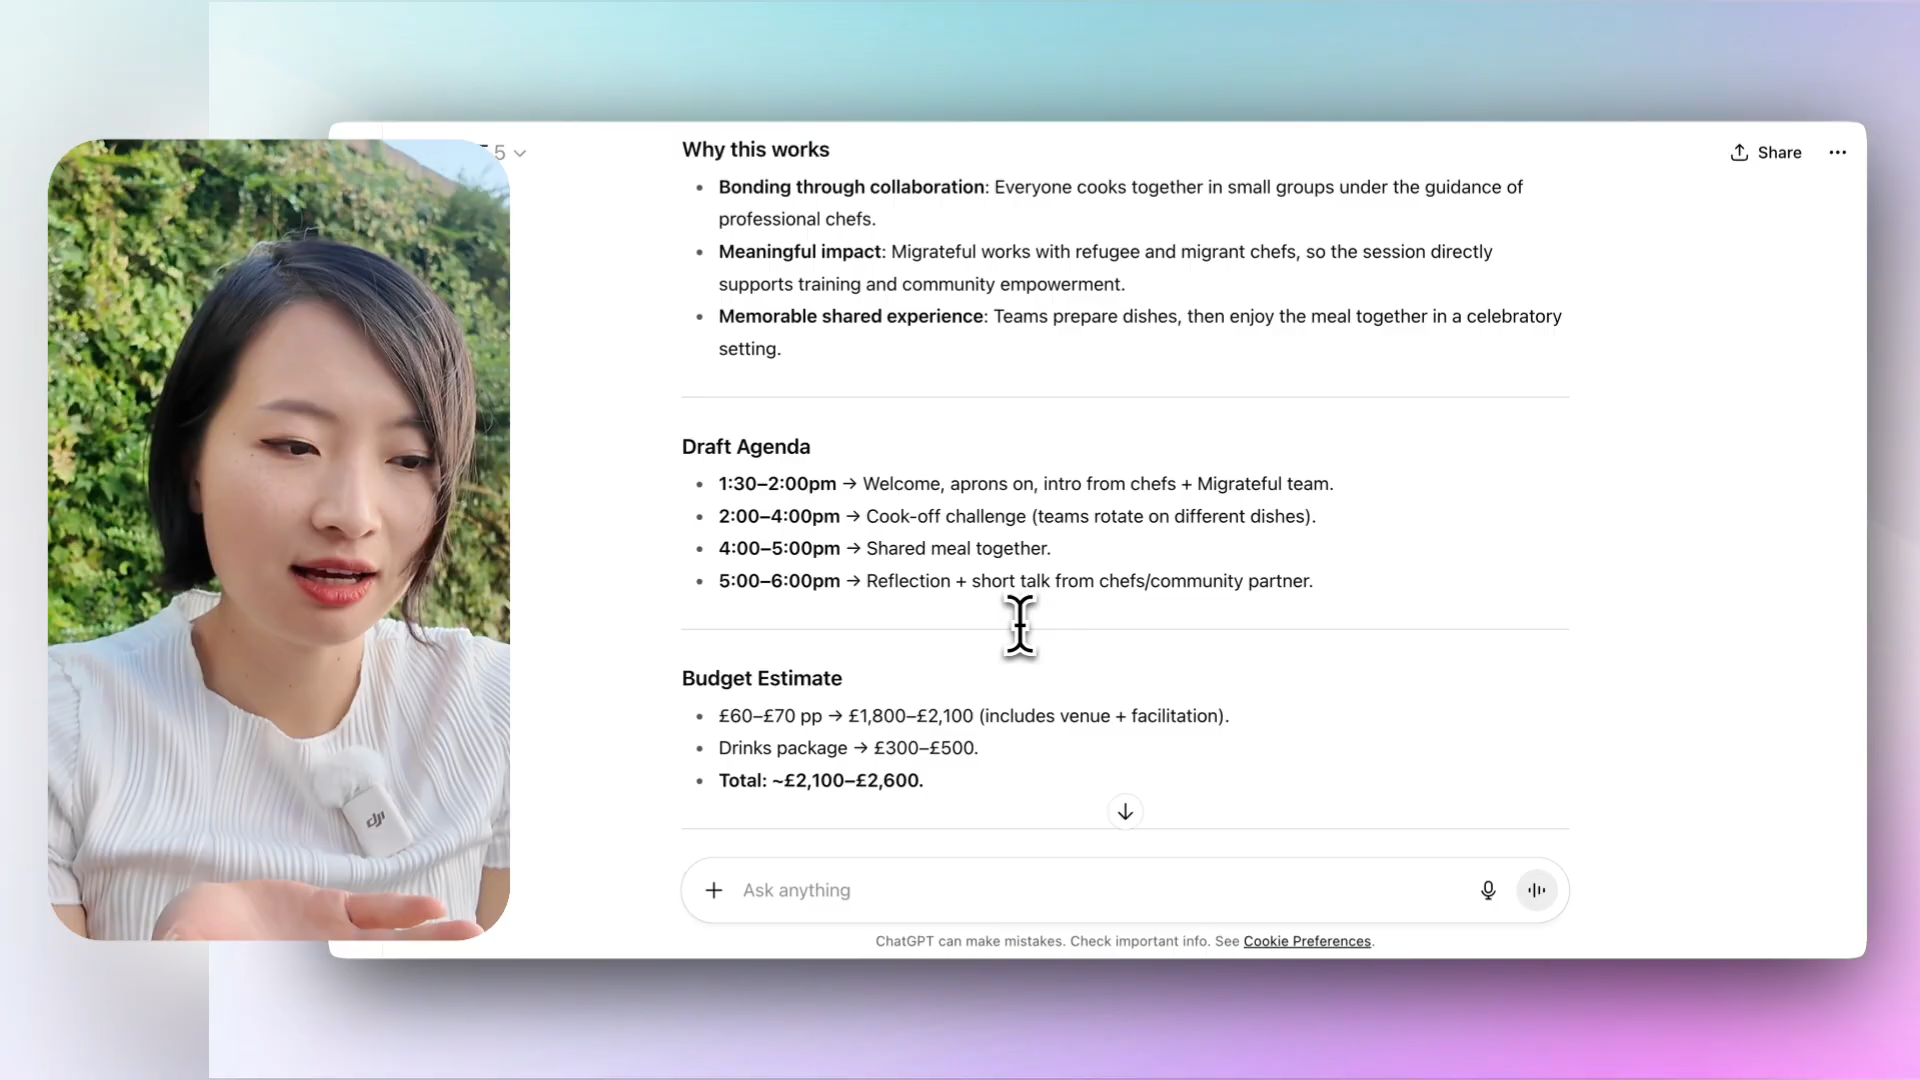 5
Share
Why this works
• Bonding through collaboration: Everyone cooks together in small groups under the guidance of
professional chefs.
• Meaningful impact: Migrateful works with refugee and migrant chefs, so the session directly
supports training and community empowerment.
• Memorable shared experience: Teams prepare dishes, then enjoy the meal together in a celebratory
setting.
Draft Agenda
• 1:30–2:00pm → Welcome, aprons on, intro from chefs + Migrateful team.
• 2:00–4:00pm → Cook-off challenge (teams rotate on different dishes).
• 4:00–5:00pm → Shared meal together.
• 5:00–6:00pm → Reflection + short talk from chefs/community partner.
Budget Estimate
• £60–£70 pp → £1,800–£2,100 (includes venue + facilitation).
• Drinks package → £300–£500.
• Total: ~£2,100–£2,600.
Ask anything
ChatGPT can make mistakes. Check important info. See Cookie Preferences.
dji